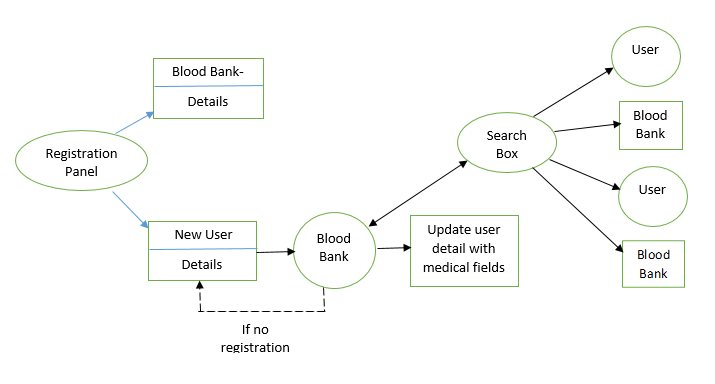 Blood Bank-
Details
Registration
Panel
New User
Details
If no
registration
Blood
Bank
Update user
detail with
medical fields
Search
Box
User
Blood
Bank
User
Blood
Bank